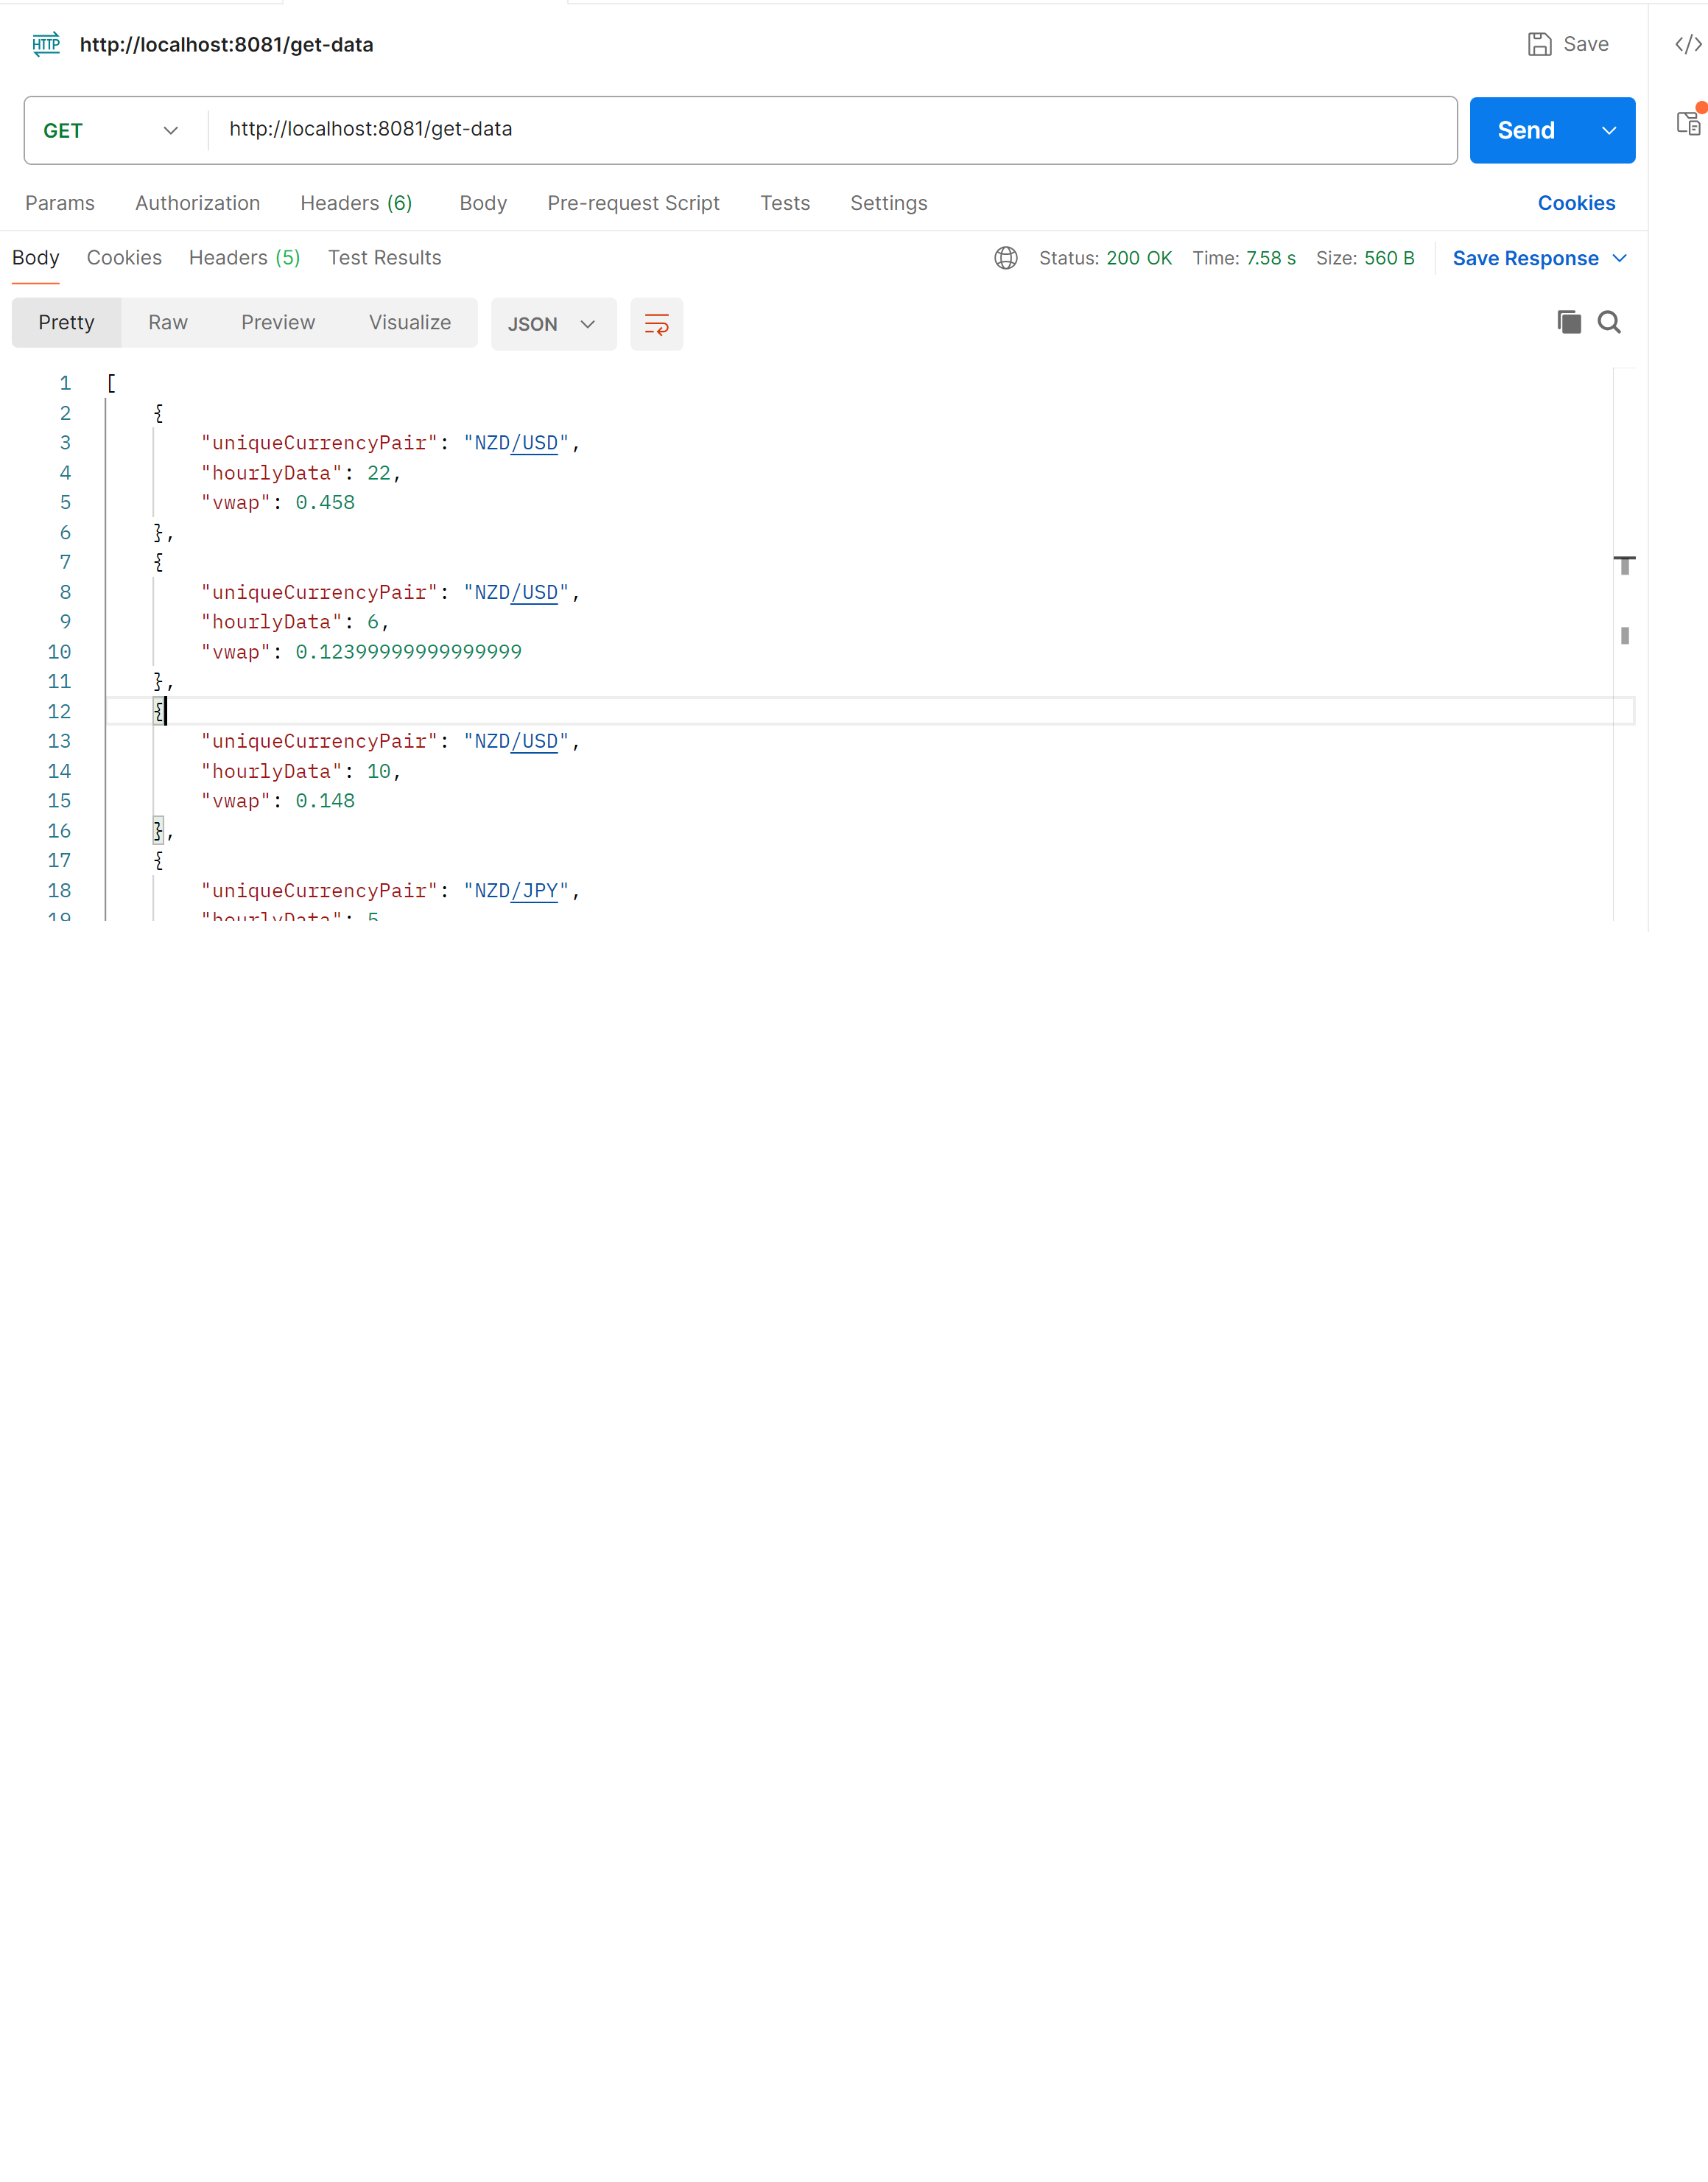 HTTP http://localhost:8081/get-data Save
GET http://localhost:8081/get-data Send
Params Authorization Headers (6) Body Pre-request Script Tests Settings Cookies
Body Cookies Headers (5) Test Results Status: 200 OK Time: 7.58 s Size: 560 B Save Response
Pretty Raw Preview Visualize JSON
1 [
2 {
3 "uniqueCurrencyPair": "NZD/USD",
4 "hourlyData": 22,
5 "vwap": 0.458
6 },
7 {
8 "uniqueCurrencyPair": "NZD/USD",
9 "hourlyData": 6,
10 "vwap": 0.12399999999999999
11 },
12 {
13 "uniqueCurrencyPair": "NZD/USD",
14 "hourlyData": 10,
15 "vwap": 0.148
16 },
17 {
18 "uniqueCurrencyPair": "NZD/JPY",
19 "hourlyData": 5